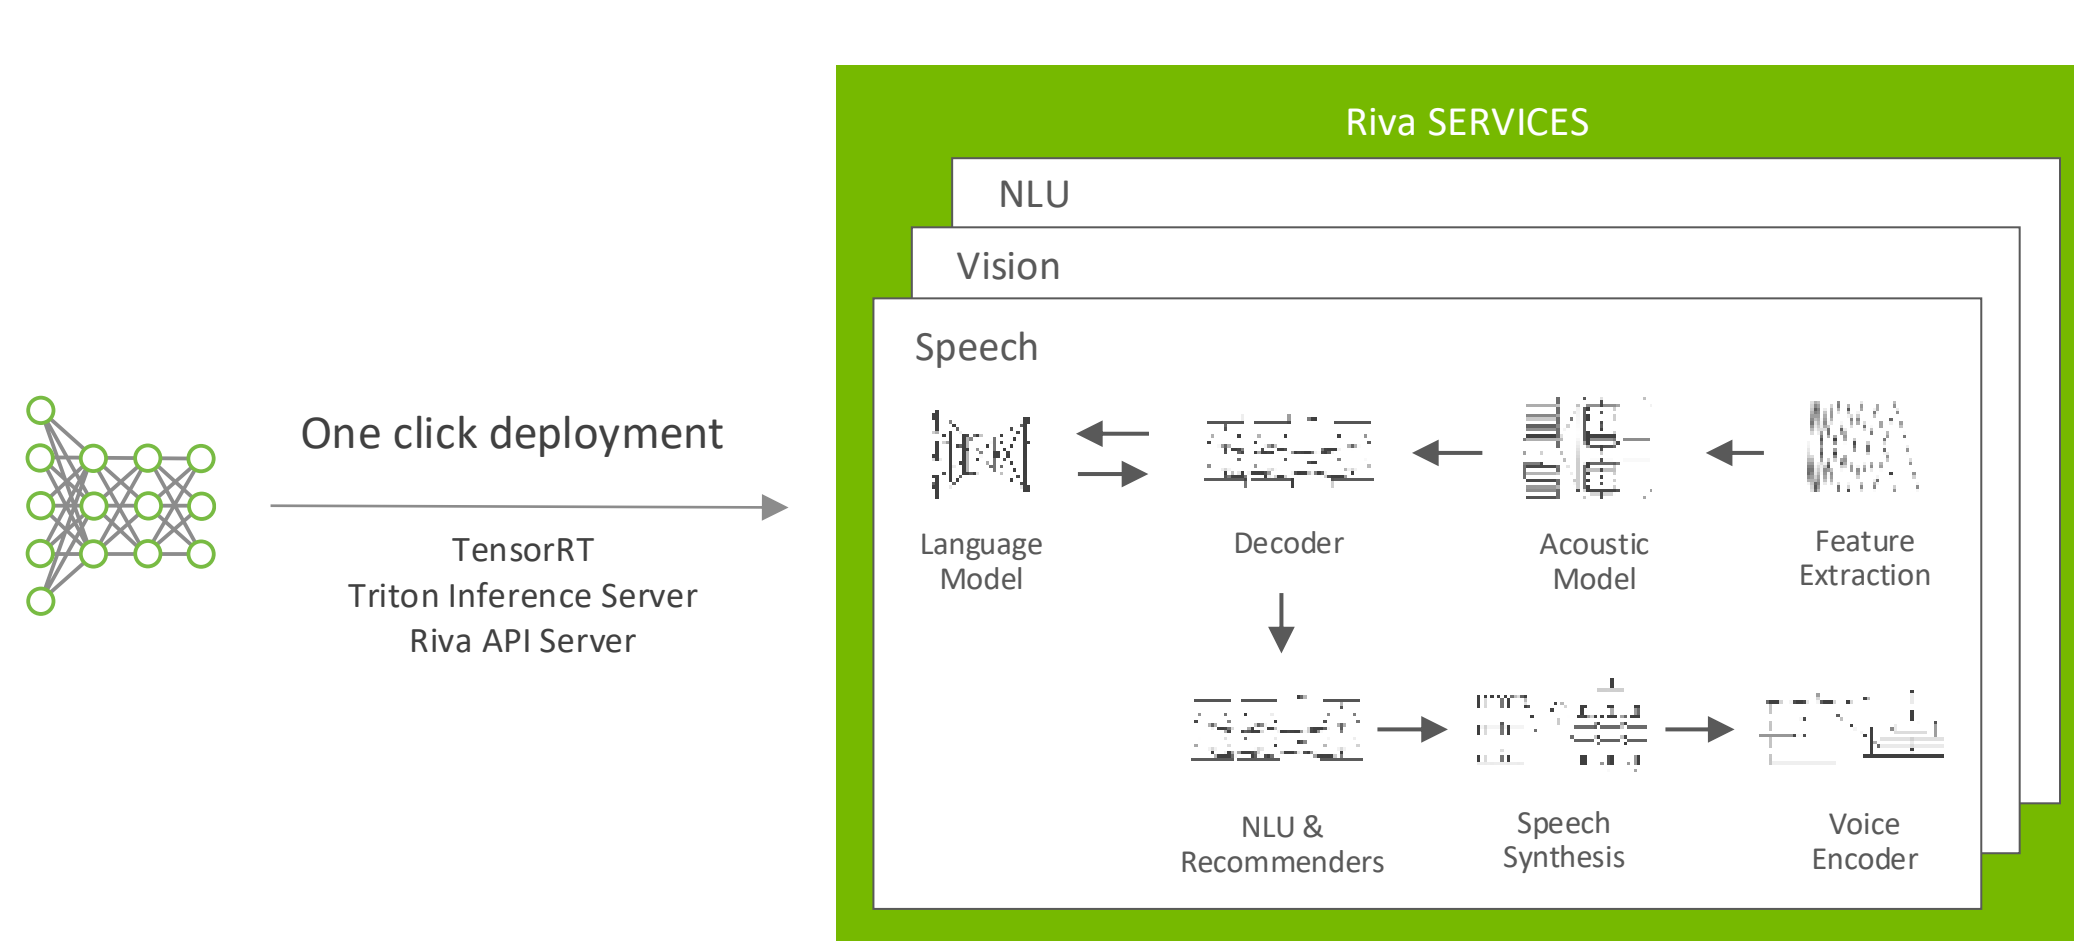 Riva SERVICES
NLU
Vision
Speech
One click deployment
TensorRT
Triton Inference Server
Riva API Server
Language
Model
Decoder
Acoustic
Model
Feature
Extraction
NLU &
Recommenders
Speech
Synthesis
Voice
Encoder